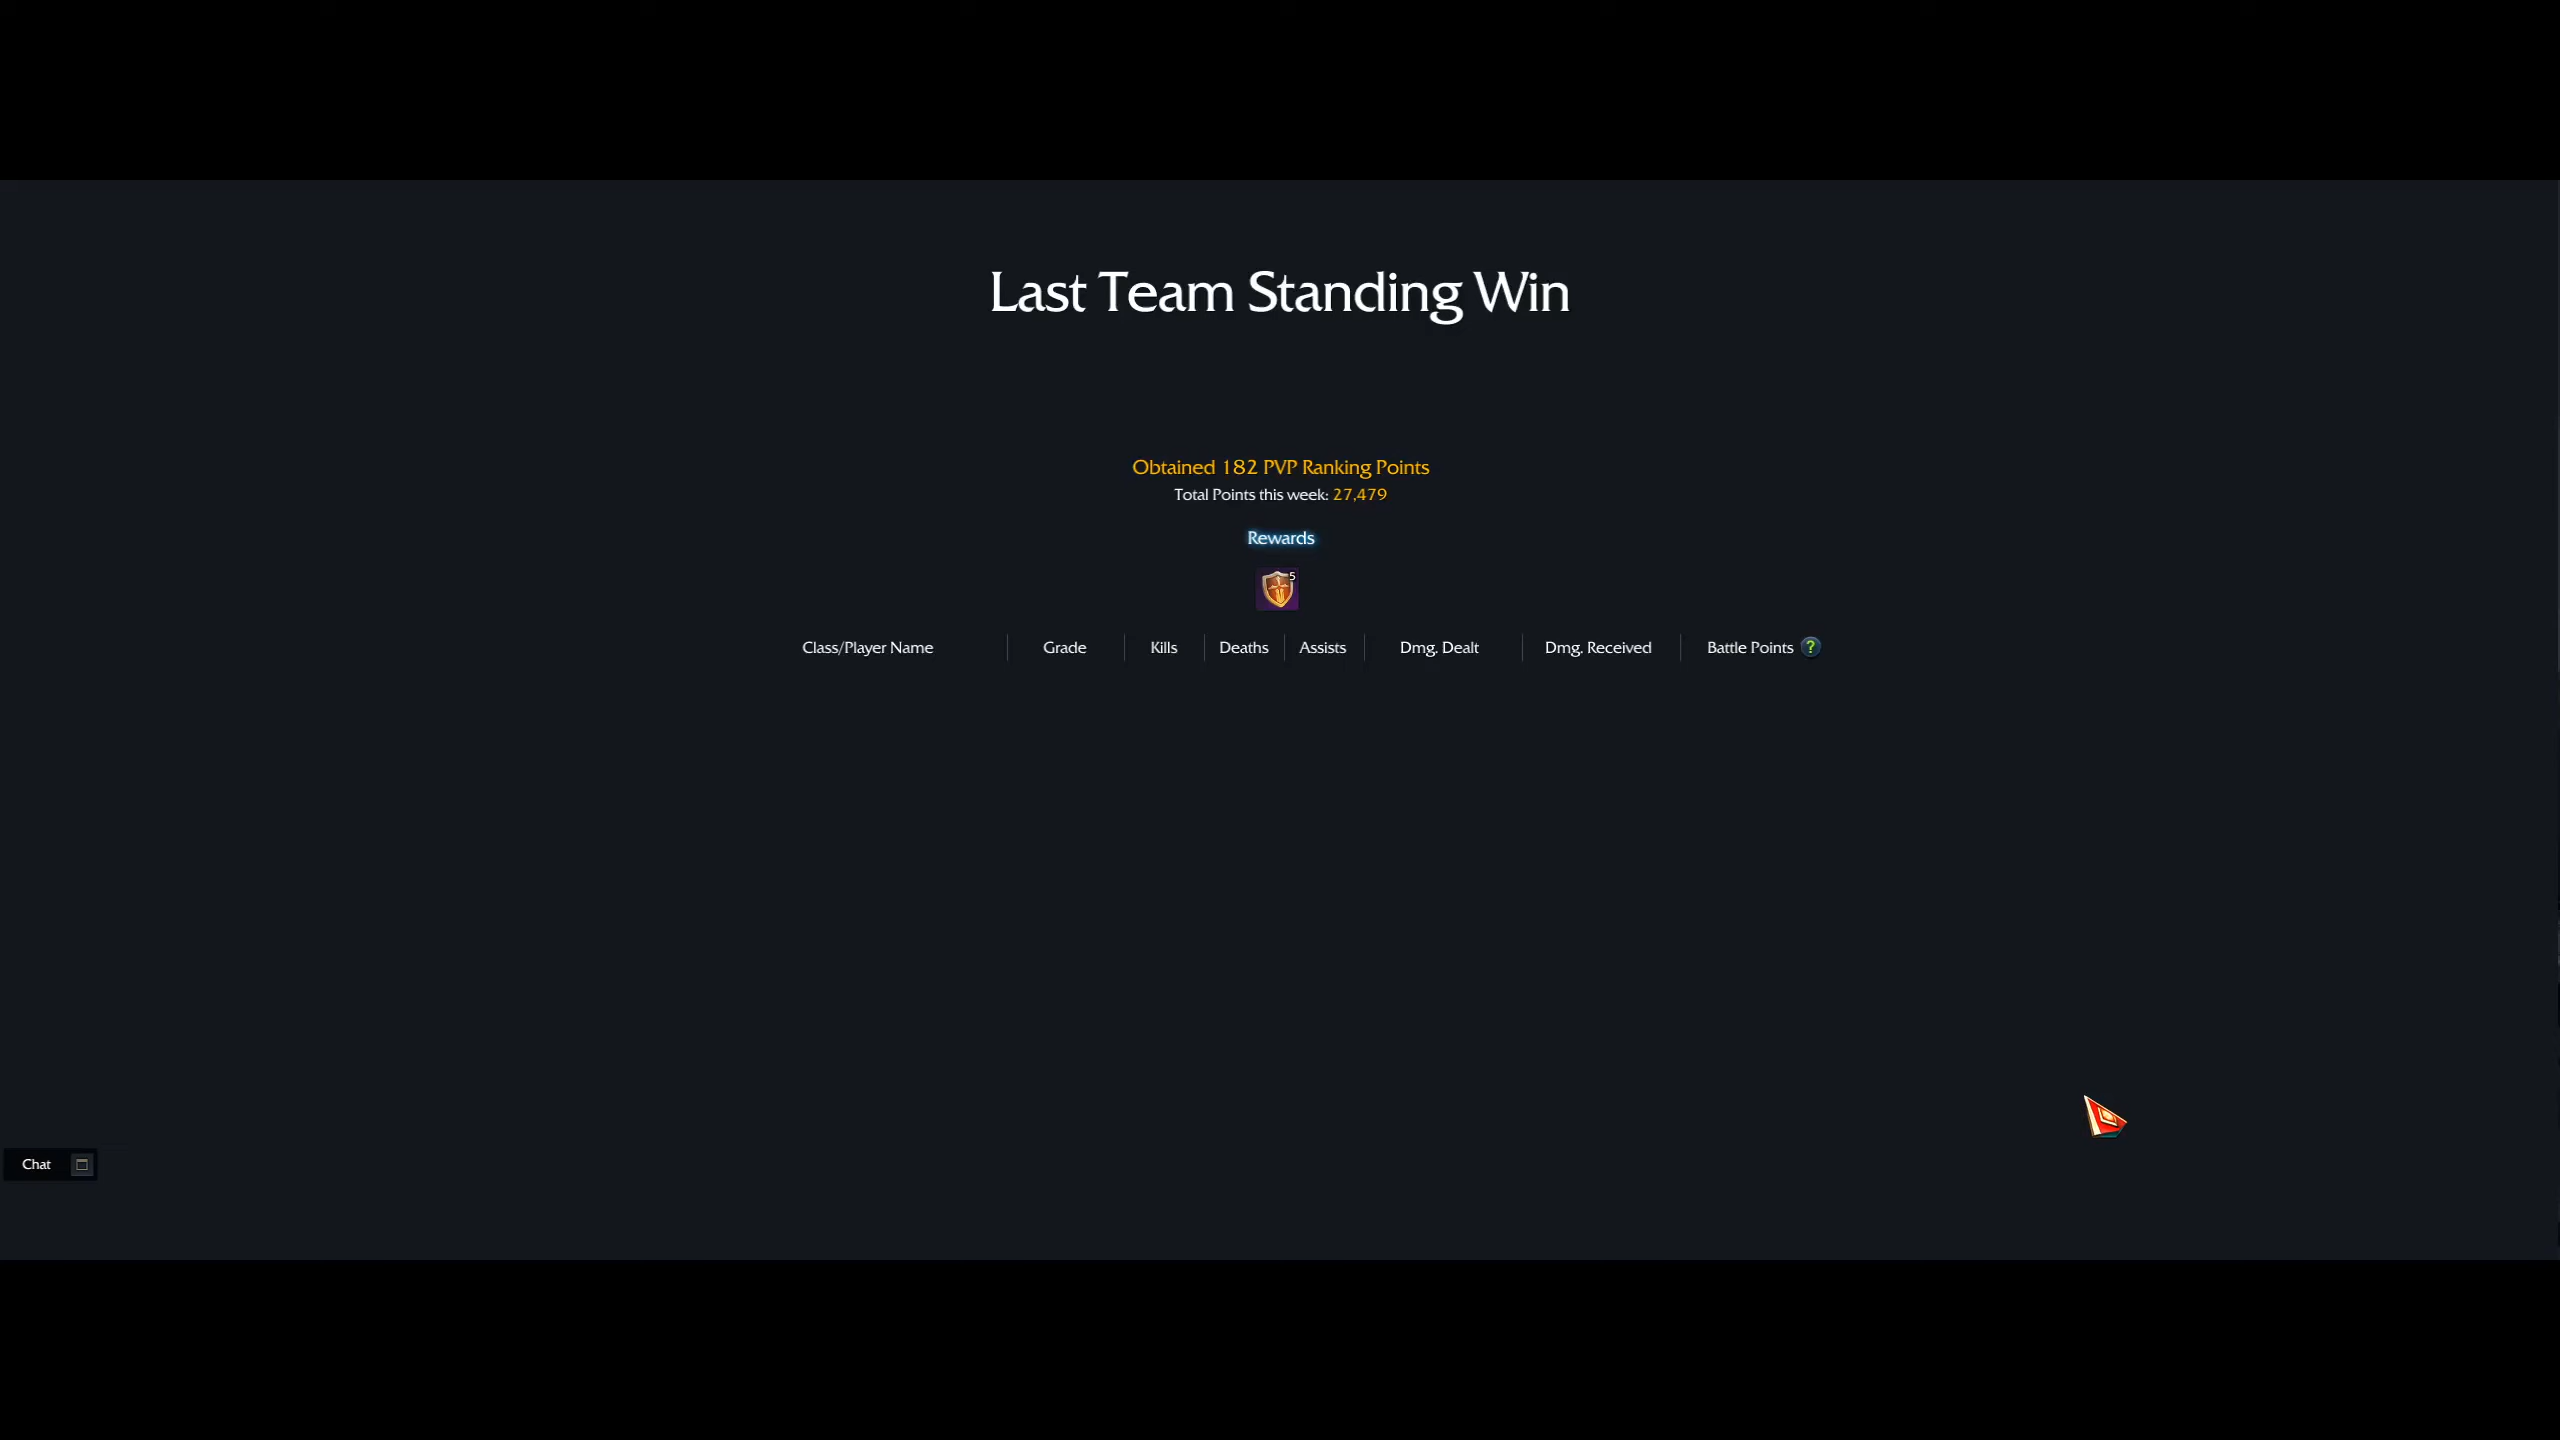 Last Team Standing Win
Obtained 182 PVP Ranking Points
Total Points this week: 27,479
Rewards
5
Class/Player Name Grade Kills Deaths Assists Dmg. Dealt Dmg. Received Battle Points ?
Chat